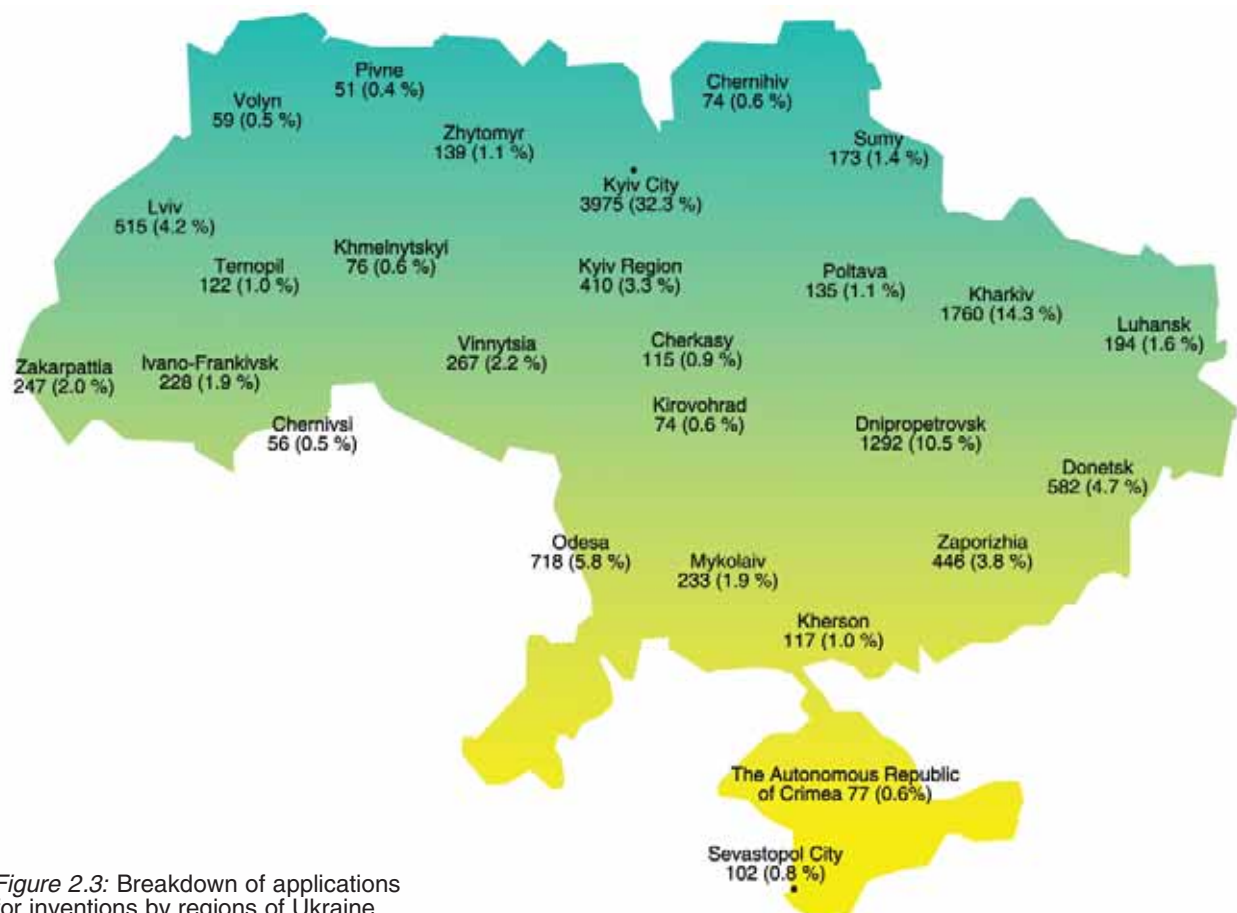 Pivne
51 (0.4 %)
Chernihiv
74 (0.6 %)
Volyn
59 (0.5 %)
Zhytomyr
139 (1.1 %)
Sumy
173 (1.4 %)
Kyiv City
3975 (32.3 %)
Lviv
515 (4.2 %)
Khmelnytskyi
76 (0.6 %)
Ternopil
122 (1.0 %)
Kyiv Region
410 (3.3 %)
Poltava
135 (1.1 %)
Kharkiv
1760 (14.3 %)
Luhansk
194 (1.6 %)
Vinnytsia
267 (2.2 %)
Cherkasy
115 (0.9 %)
Zakarpattia
247 (2.0 %)
Ivano-Frankivsk
228 (1.9 %)
Chernivsi
56 (0.5 %)
Kirovohrad
74 (0.6 %)
Dnipropetrovsk
1292 (10.5 %)
Donetsk
582 (4.7 %)
Odesa
718 (5.8 %)
Mykolaiv
233 (1.9 %)
Zaporizhia
446 (3.8 %)
Kherson
117 (1.0 %)
The Autonomous Republic
of Crimea 77 (0.6%)
Sevastopol City
102 (0.8 %)
Figure 2.3: Breakdown of applications
for inventions by regions of Ukraine